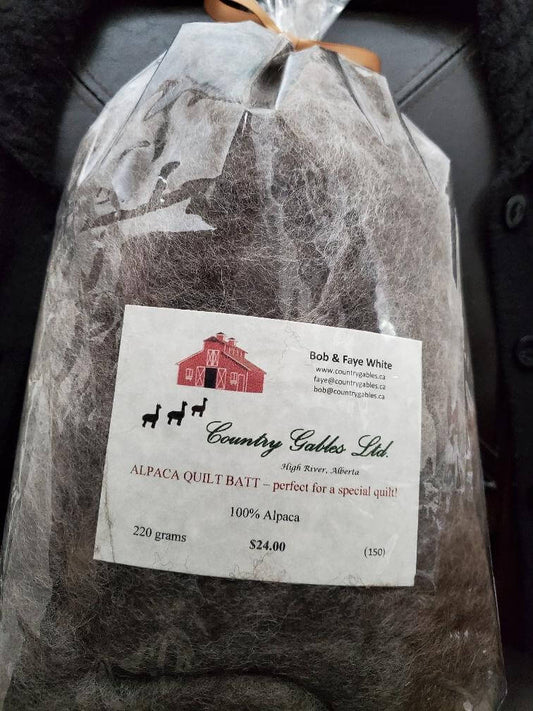 Bob & Faye White
www.countrygables.ca
faye@countrygables.ca
bob@countrygables.ca
Country Gables Ltd.
High River, Alberta
ALPACA QUILT BATT – perfect for a special quilt!
100% Alpaca
220 grams $24.00 (150)